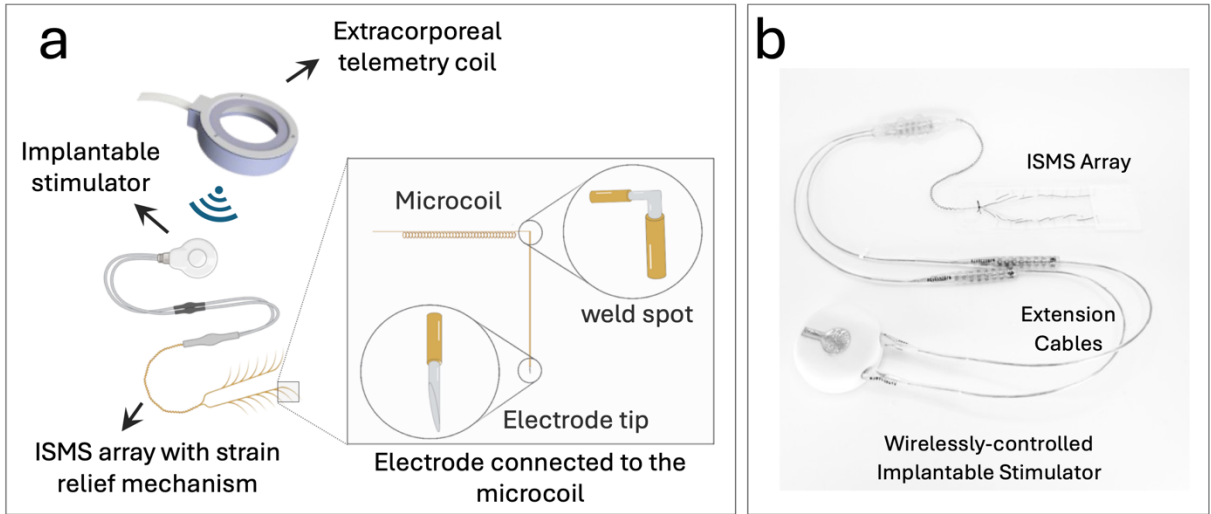 a
Extracorporeal
telemetry coil
Implantable
stimulator
Microcoil
weld spot
Electrode tip
ISMS array with strain
relief mechanism
Electrode connected to the
microcoil
b
ISMS Array
Extension
Cables
Wirelessly-controlled
Implantable Stimulator